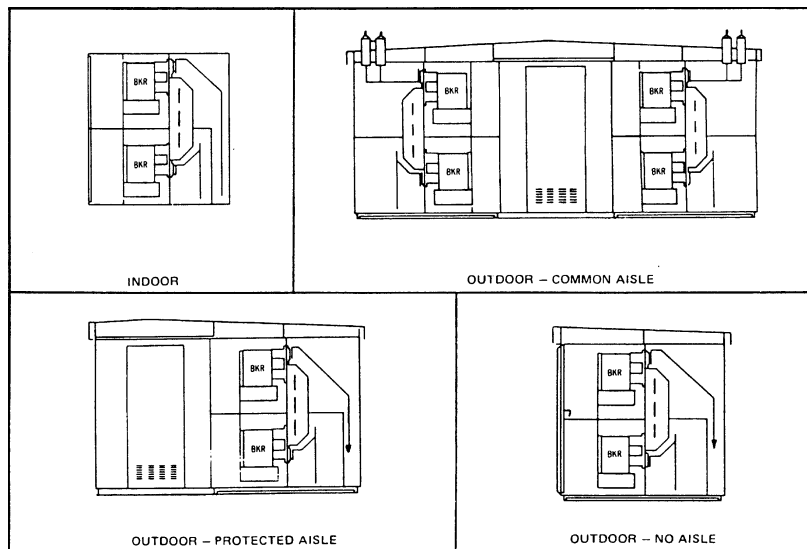 BKR
BKR
INDOOR
BKR
BKR
BKR
BKR
OUTDOOR – COMMON AISLE
BKR
BKR
OUTDOOR – PROTECTED AISLE
BKR
BKR
OUTDOOR – NO AISLE